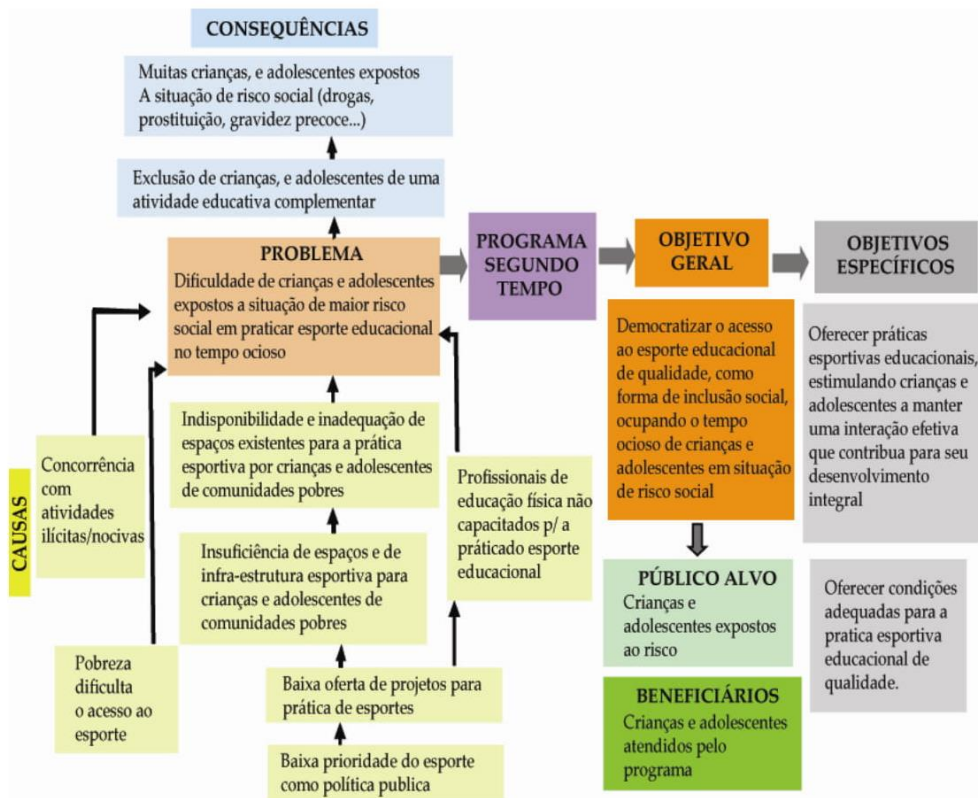 CONSEQUÊNCIAS
Muitas crianças, e adolescentes expostos
A situação de risco social (drogas,
prostituição, gravidez precoce...)
Exclusão de crianças, e adolescentes de uma
atividade educativa complementar
PROBLEMA
Dificuldade de crianças e adolescentes
expostos a situação de maior risco
social em praticar esporte educacional
no tempo ocioso
PROGRAMA
SEGUNDO
TEMPO
OBJETIVO
GERAL
OBJETIVOS
ESPECÍFICOS
Democratizar o acesso
ao esporte educacional
de qualidade, como
forma de inclusão social,
ocupando o tempo
ocioso de crianças e
adolescentes em situação
de risco social
Oferecer práticas
esportivas educacionais,
estimulando crianças e
adolescentes a manter
uma interação efetiva
que contribua para seu
desenvolvimento
integral
CAUSAS
Concorrência
com
atividades
ilícitas/nocivas
Indisponibilidade e inadequação de
espaços existentes para a prática
esportiva por crianças e adolescentes
de comunidades pobres
Profissionais de
educação física não
capacitados p/ a
práticado esporte
educacional
Insuficiência de espaços e de
infra-estrutura esportiva para
crianças e adolescentes de
comunidades pobres
PÚBLICO ALVO
Crianças e
adolescentes expostos
ao risco
Oferecer condições
adequadas para a
pratica esportiva
educacional de
qualidade.
Pobreza
dificulta
o acesso ao
esporte
Baixa oferta de projetos para
prática de esportes
BENEFICIÁRIOS
Crianças e adolescentes
atendidos pelo
programa
Baixa prioridade do esporte
como política publica